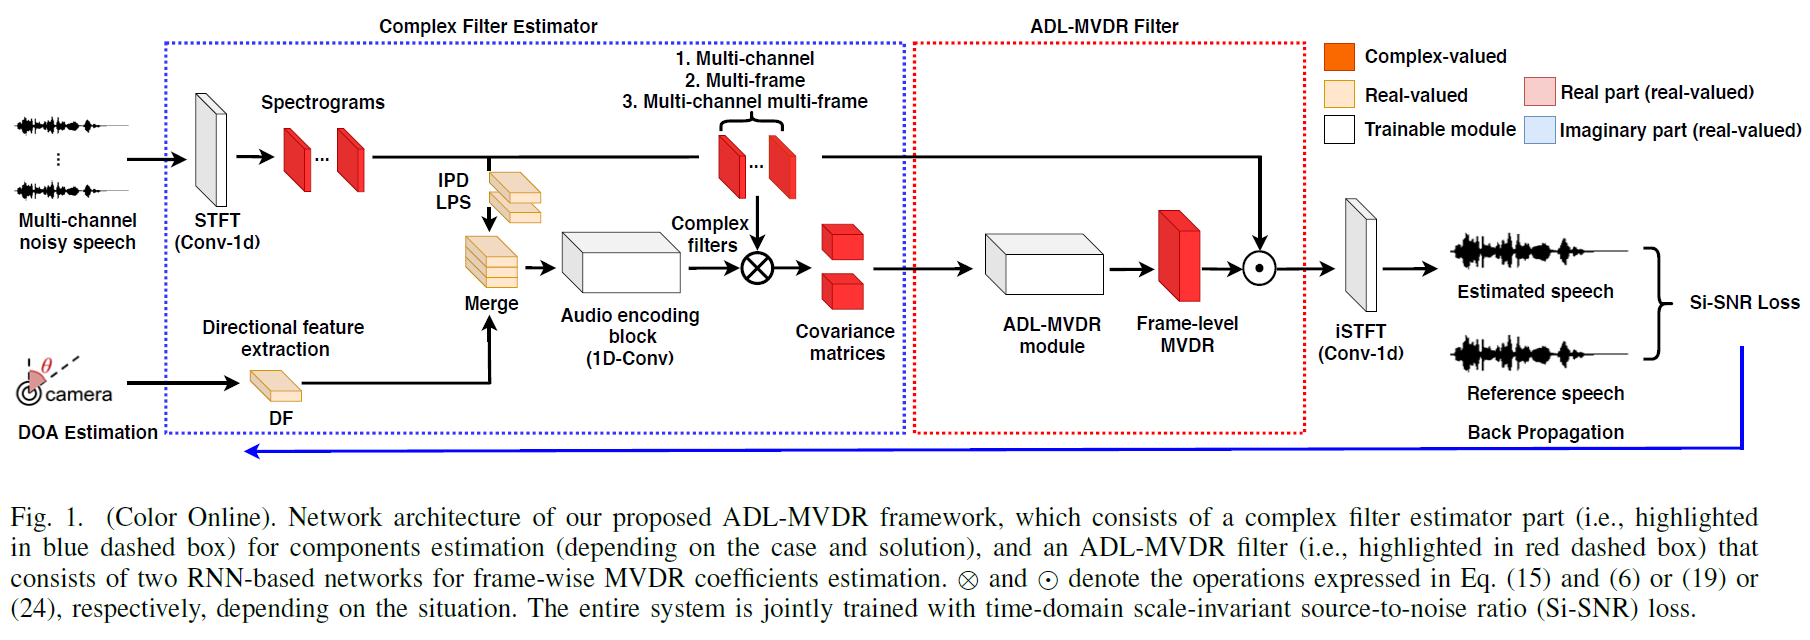 Complex Filter Estimator
ADL-MVDR Filter
1. Multi-channel
2. Multi-frame
3. Multi-channel multi-frame
Complex-valued
Real-valued
Trainable module
Real part (real-valued)
Imaginary part (real-valued)
Spectrograms
...
...
IPD
LPS
Multi-channel
noisy speech
STFT
(Conv-1d)
Complex
filters
Merge
Audio encoding
block
(1D-Conv)
Covariance
matrices
ADL-MVDR
module
Frame-level
MVDR
iSTFT
(Conv-1d)
Estimated speech
Si-SNR Loss
Reference speech
Directional feature
extraction
θ
camera
DF
DOA Estimation
Back Propagation
Fig. 1. (Color Online). Network architecture of our proposed ADL-MVDR framework, which consists of a complex filter estimator part (i.e., highlighted
in blue dashed box) for components estimation (depending on the case and solution), and an ADL-MVDR filter (i.e., highlighted in red dashed box) that
consists of two RNN-based networks for frame-wise MVDR coefficients estimation. ⊗ and ⊙ denote the operations expressed in Eq. (15) and (6) or (19) or
(24), respectively, depending on the situation. The entire system is jointly trained with time-domain scale-invariant source-to-noise ratio (Si-SNR) loss.